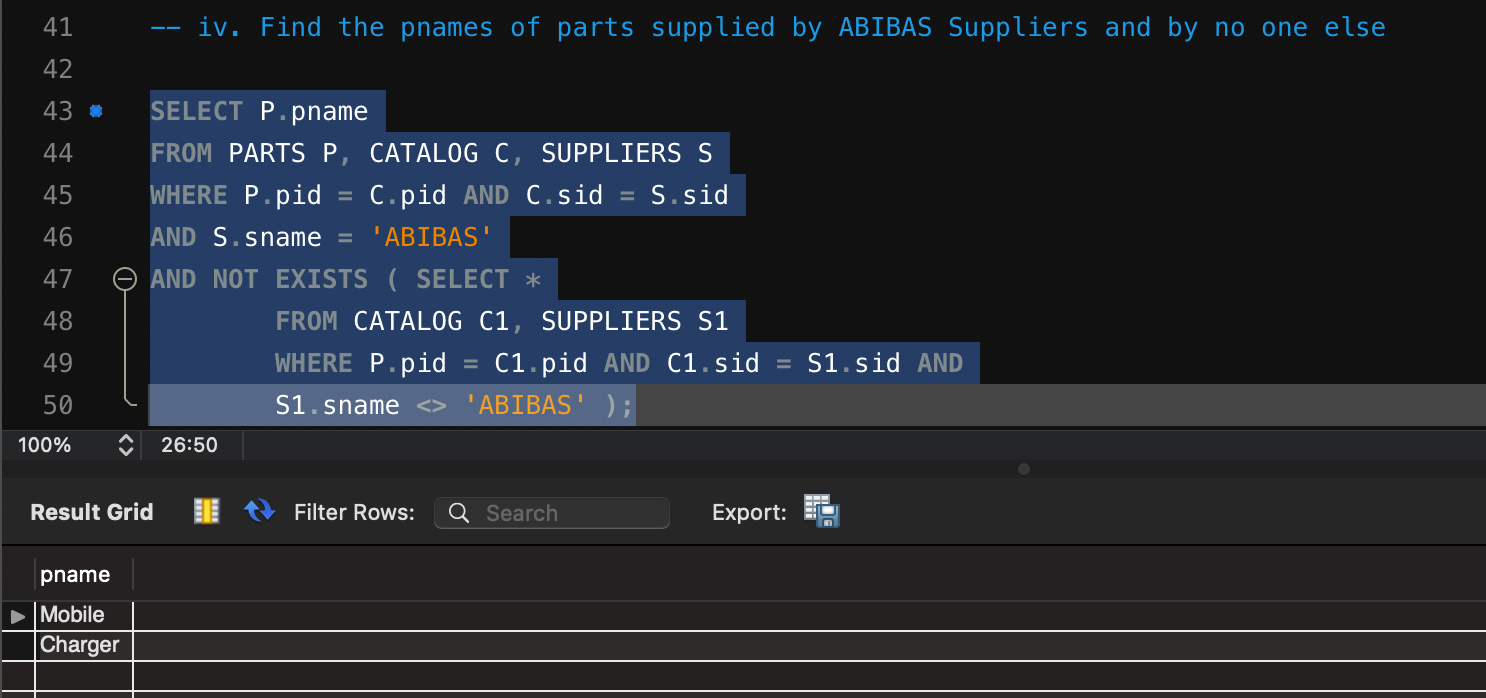 41 -- iv. Find the pnames of parts supplied by ABIBAS Suppliers and by no one else
42
43 SELECT P.pname
44 FROM PARTS P, CATALOG C, SUPPLIERS S
45 WHERE P.pid = C.pid AND C.sid = S.sid
46 AND S.sname = 'ABIBAS'
47 AND NOT EXISTS ( SELECT *
48 FROM CATALOG C1, SUPPLIERS S1
49 WHERE P.pid = C1.pid AND C1.sid = S1.sid AND
50 S1.sname <> 'ABIBAS' );
100% 26:50
Result Grid Filter Rows: Search Export:
pname
Mobile
Charger